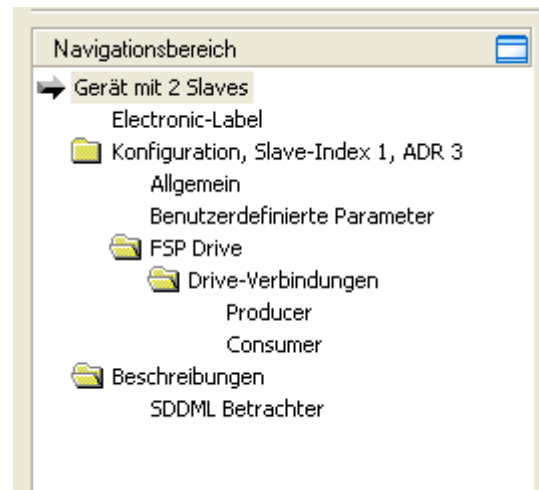 Navigationsbereich
Gerät mit 2 Slaves
Electronic-Label
Konfiguration, Slave-Index 1, ADR 3
Allgemein
Benutzerdefinierte Parameter
FSP Drive
Drive-Verbindungen
Producer
Consumer
Beschreibungen
SDDML Betrachter